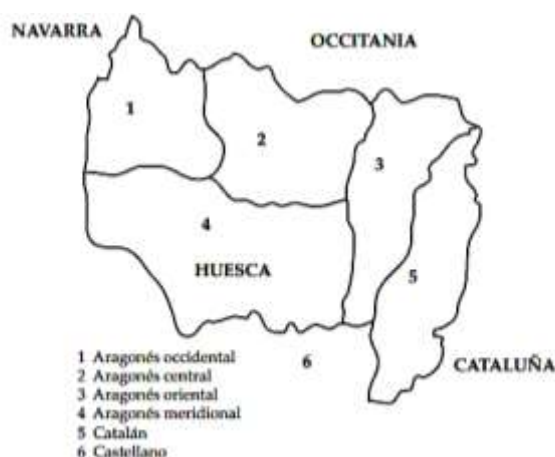 NAVARRA
OCCITANIA
1
2
3
4
HUESCA
5
6
CATALUÑA
1 Aragonés occidental
2 Aragonés central
3 Aragonés oriental
4 Aragonés meridional
5 Catalán
6 Castellano